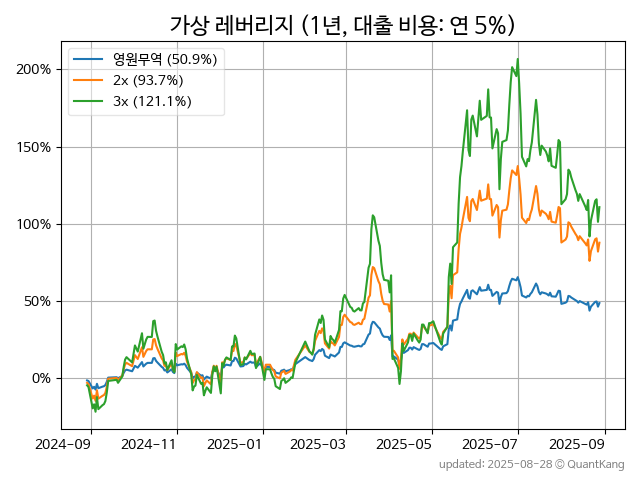 가상 레버리지 (1년, 대출 비용: 연 5%)
영원무역 (50.9%)
2x (93.7%)
3x (121.1%)
200%
150%
100%
50%
0%
2024-09 2024-11 2025-01 2025-03 2025-05 2025-07 2025-09
updated: 2025-08-28 © QuantKang